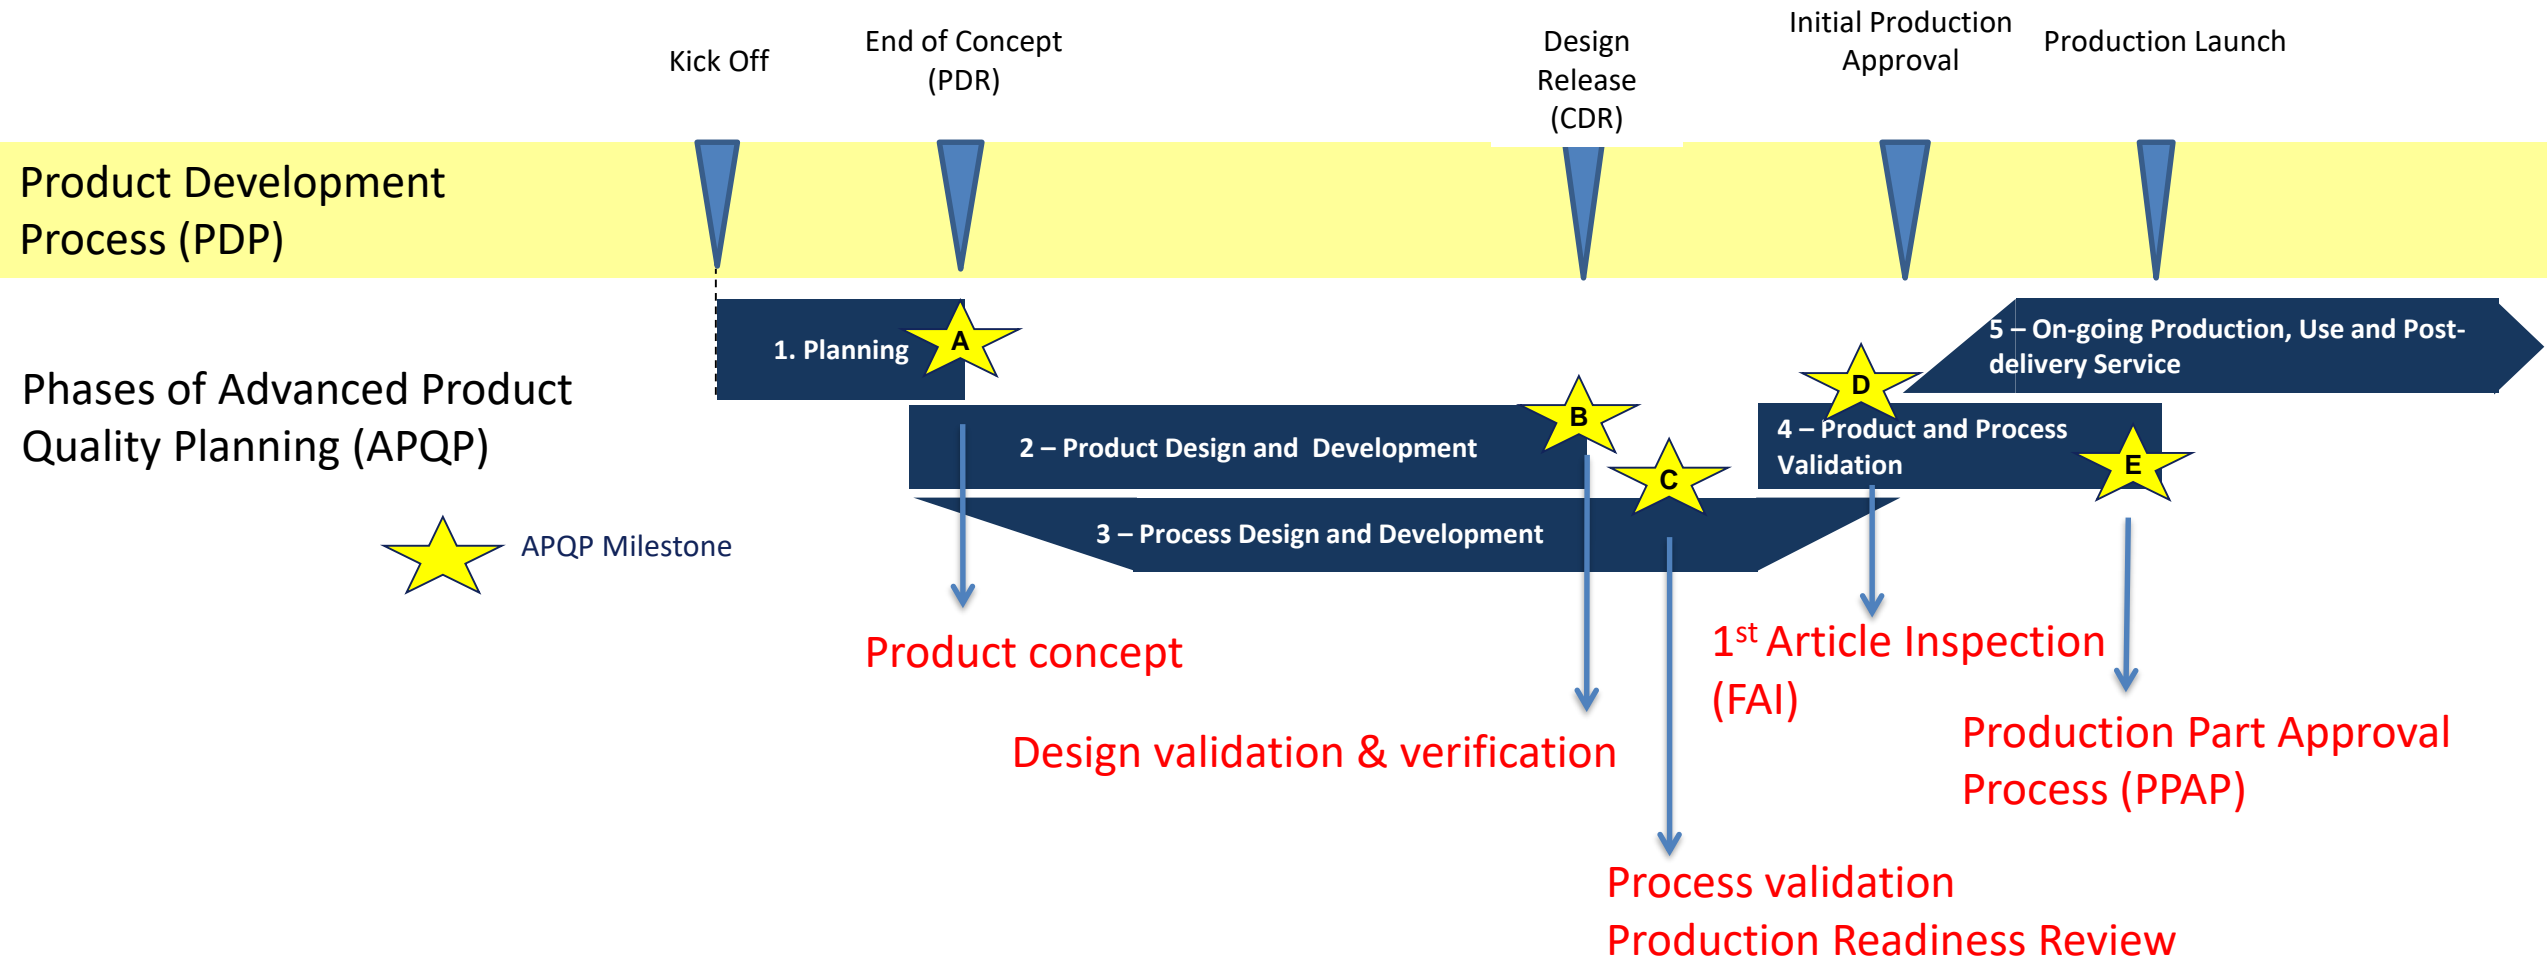 Kick Off
End of Concept
(PDR)
Design
Release
(CDR)
Initial Production
Approval
Production Launch
Product Development
Process (PDP)
1. Planning
A
5 – On-going Production, Use and Post-
delivery Service
Phases of Advanced Product
Quality Planning (APQP)
2 – Product Design and Development
B
C
D
4 – Product and Process
Validation
E
3 – Process Design and Development
APQP Milestone
Product concept
Design validation & verification
1st Article Inspection
(FAI)
Production Part Approval
Process (PPAP)
Process validation
Production Readiness Review